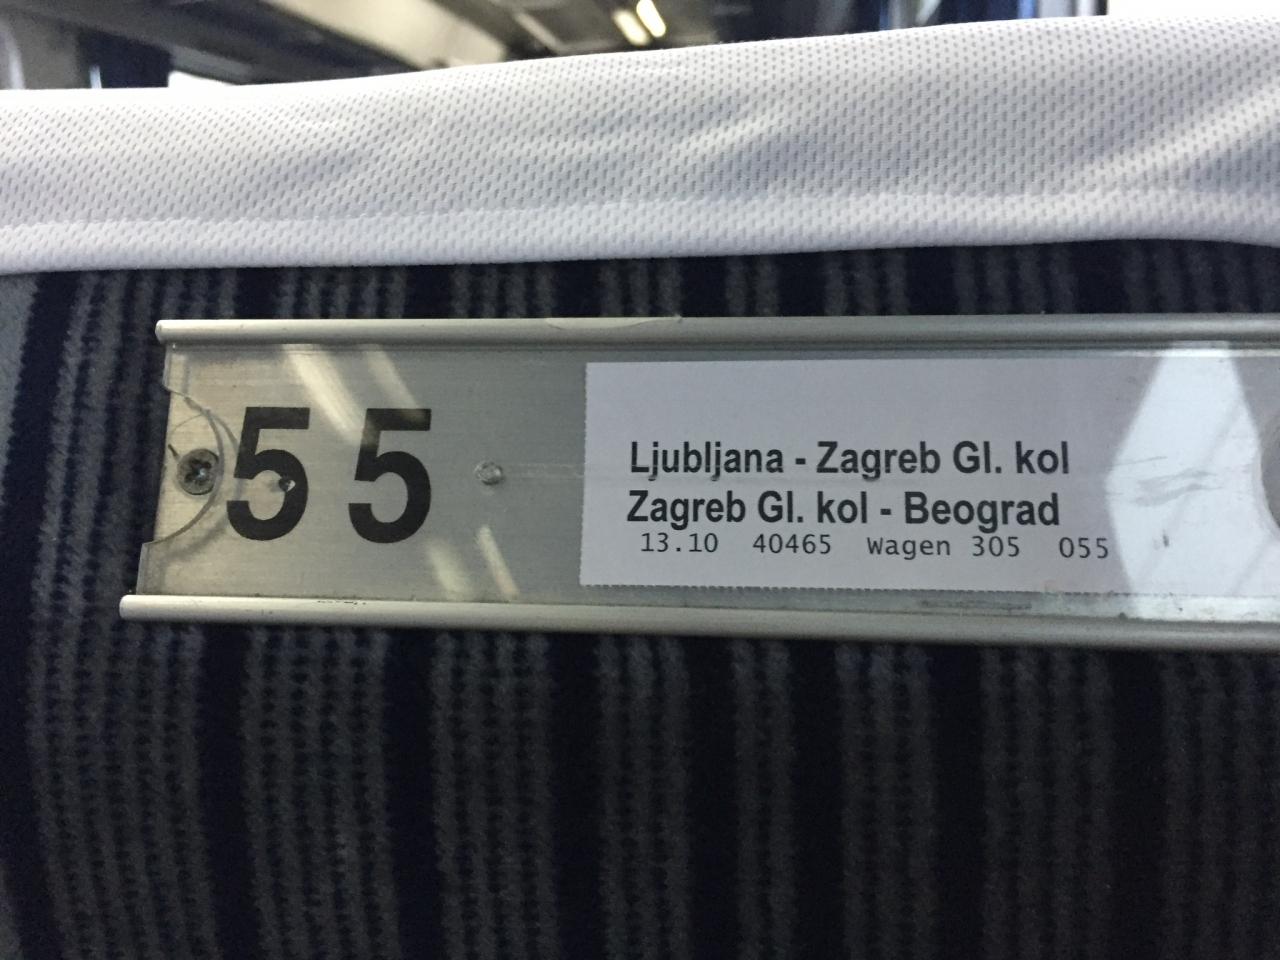 55
Ljubljana - Zagreb Gl. kol
Zagreb Gl. kol - Beograd
13.10 40465 Wagen 305 055